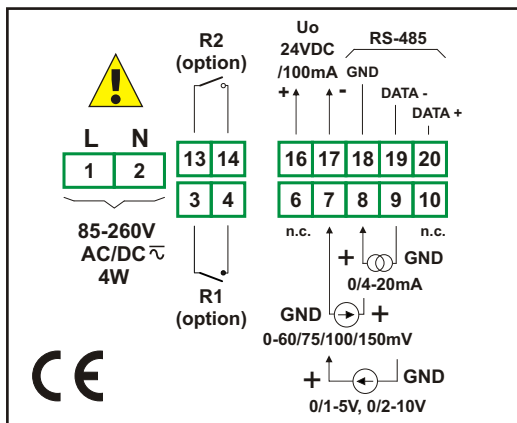 R2
(option)
Uo
24VDC
/100mA
+
-
RS-485
GND
DATA -
DATA +
L N
1 2
13 14
16 17 18 19 20
3 4
6 7 8 9 10
n.c.
n.c.
85-260V
AC/DC
4W
R1
(option)
+
GND
0/4-20mA
GND
+
0-60/75/100/150mV
+
GND
0/1-5V, 0/2-10V
CE